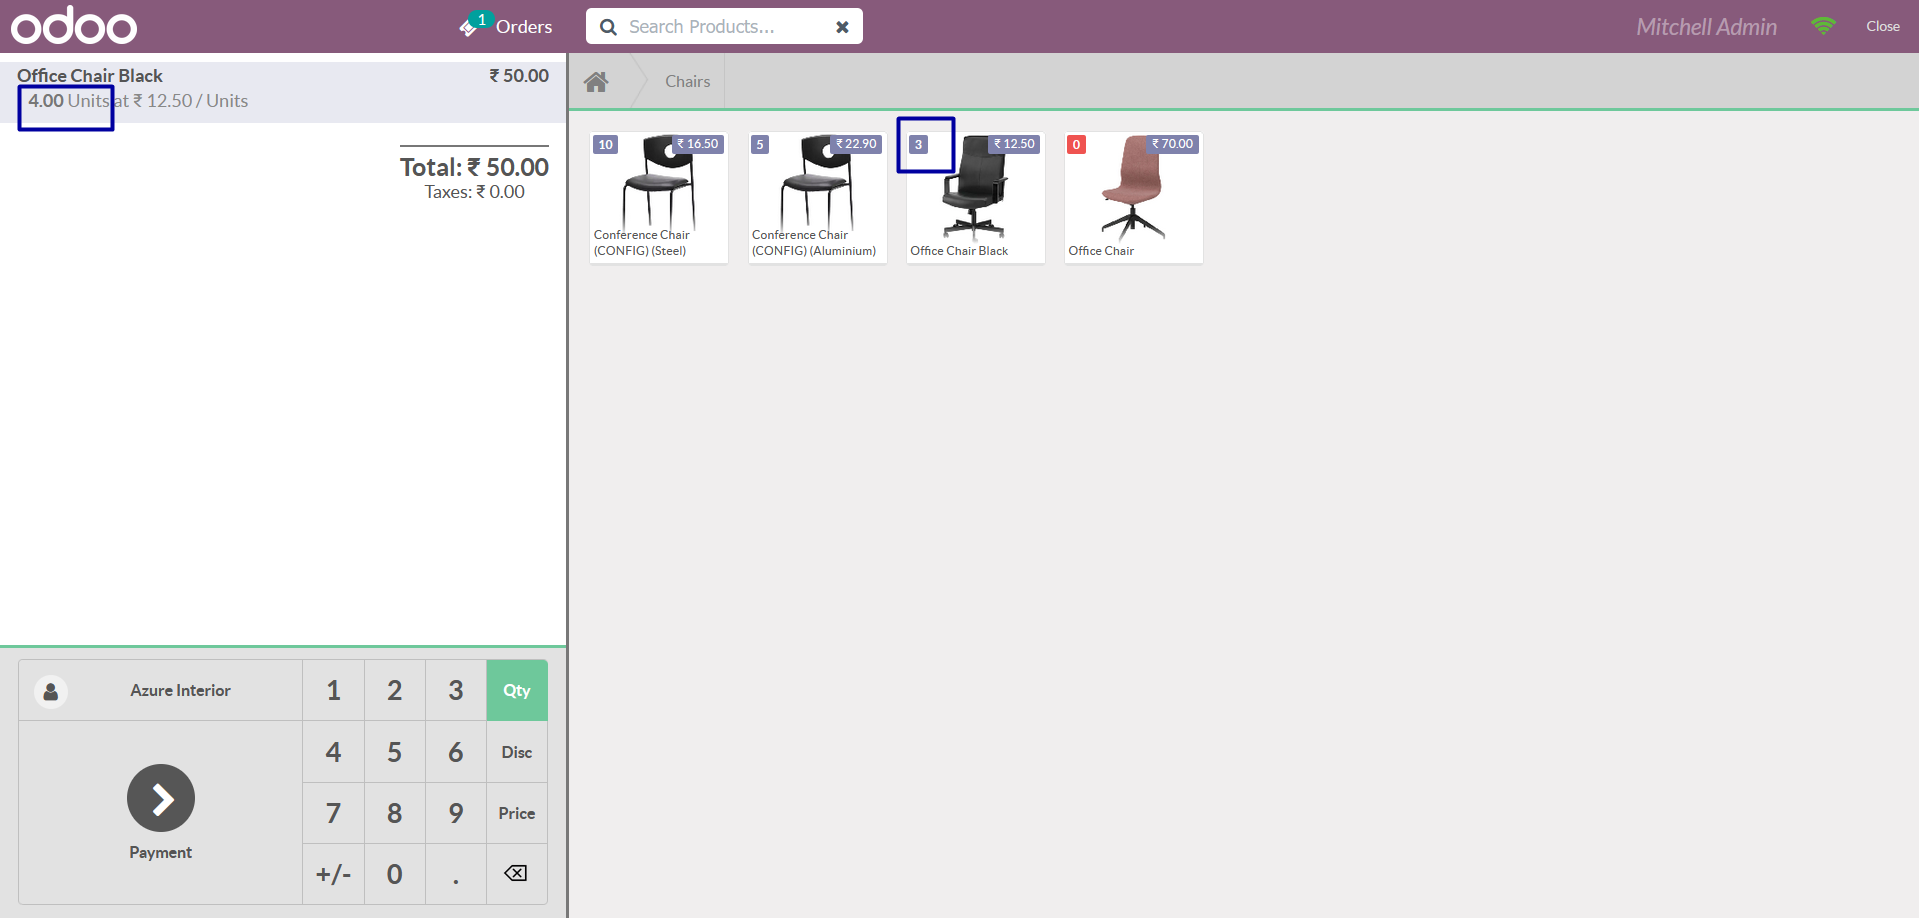 odoo
1 Orders
Search Products...
Mitchell Admin
Close
Office Chair Black ₹ 50.00
4.00 Units at ₹ 12.50 / Units
Total: ₹ 50.00
Taxes: ₹ 0.00
Chairs
10 ₹ 16.50
Conference Chair
(CONFIG) (Steel)
5 ₹ 22.90
Conference Chair
(CONFIG) (Aluminium)
3 ₹ 12.50
Office Chair Black
0 ₹ 70.00
Office Chair
Azure Interior
1 2 3 Qty
4 5 6 Disc
7 8 9 Price
+/- 0 .
Payment